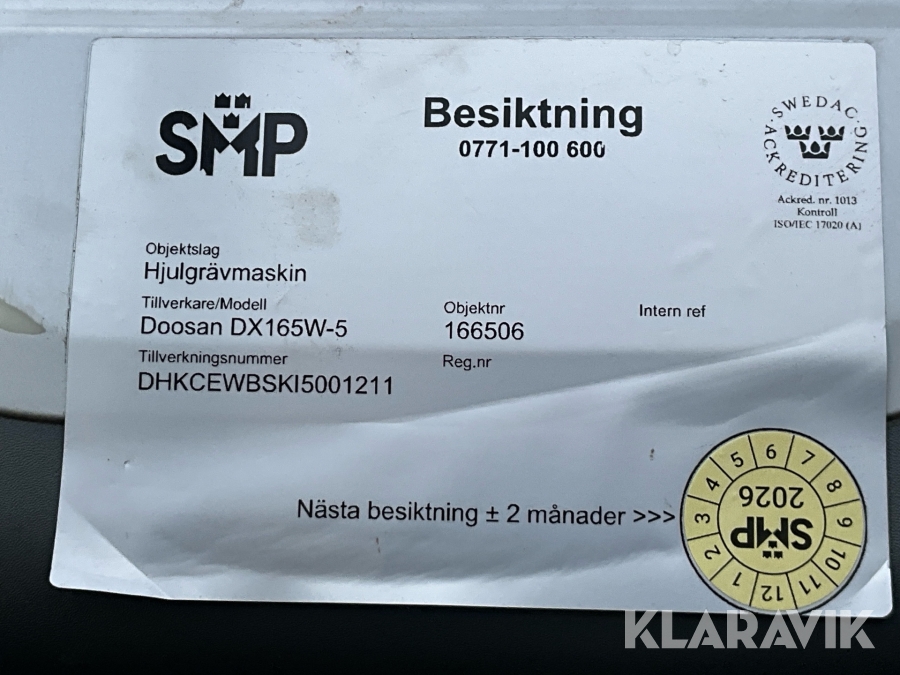 SMP
Besiktning
0771-100 600
SWEDAC ACKREDITERING
Ackred. nr. 1013
Kontroll
ISO/IEC 17020 (A)
Objektslag
Hjulgrävmaskin
Tillverkare/Modell
Doosan DX165W-5
Objektnr
166506
Intern ref
Tillverkningsnummer
DHKCEWBSKI5001211
Reg.nr
Nästa besiktning ± 2 månader >>>
1 2 3 4 5 6 7 8 9 10 11 12
2026
SMP
KLARAVIK